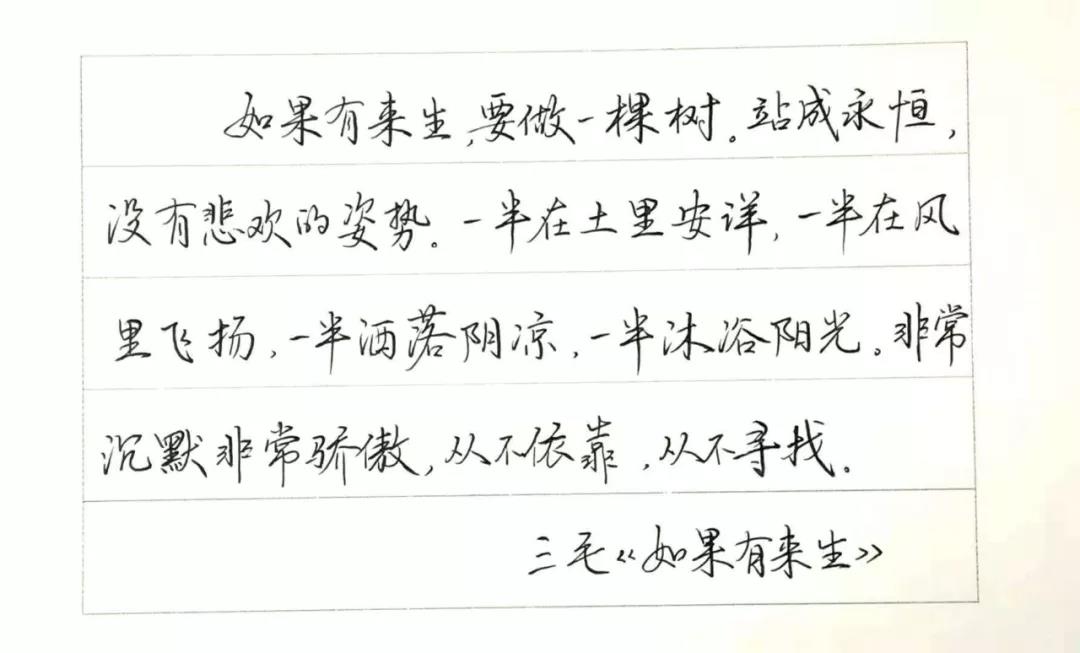 如果有来生,要做一棵树。站成永恒,
没有悲欢的姿势。一半在土里安详,一半在风
里飞扬,一半洒落阴凉,一半沐浴阳光。非常
沉默非常骄傲,从不依靠,从不寻找。
三毛《如果有来生》